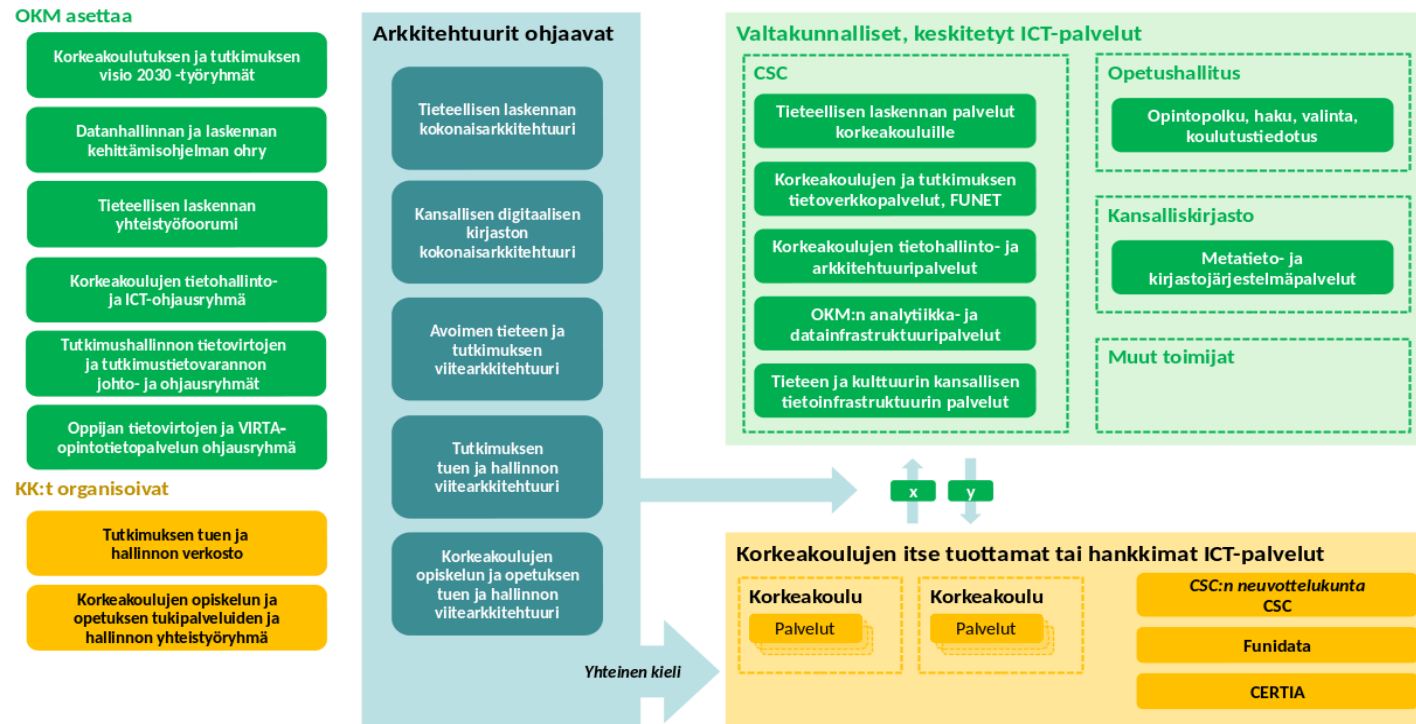 OKM asettaa
Korkeakoulutuksen ja tutkimuksen
visio 2030 -työryhmät
Datanhallinnan ja laskennan
kehittämisohjelman ohry
Tieteellisen laskennan
yhteistyöfoorumi
Korkeakoulujen tietohallinto-
ja ICT-ohjausryhmä
Tutkimushallinnon tietovirtojen
ja tutkimustietovarannon
johto- ja ohjausryhmät
Oppijan tietovirtojen ja VIRTA-
opintotietopalvelun ohjausryhmä
KK:t organisoivat
Tutkimuksen tuen ja
hallinnon verkosto
Korkeakoulujen opiskelun ja
opetuksen tukipalveluiden ja
hallinnon yhteistyöryhmä
Arkkitehtuurit ohjaavat
Tieteellisen laskennan
kokonaisarkkitehtuuri
Kansallisen digitaalisen
kirjaston
kokonaisarkkitehtuuri
Avoimen tieteen ja
tutkimuksen
viitearkkitehtuuri
Tutkimuksen
tuen ja hallinnon
viitearkkitehtuuri
Korkeakoulujen
opiskelun ja opetuksen
tuen ja hallinnon
viitearkkitehtuuri
Yhteinen kieli
Valtakunnalliset, keskitetyt ICT-palvelut
CSC
Tieteellisen laskennan palvelut
korkeakouluille
Korkeakoulujen ja tutkimuksen
tietoverkkopalvelut, FUNET
Korkeakoulujen tietohallinto- ja
arkkitehtuuripalvelut
OKM:n analytiikka- ja
datainfrastruktuuripalvelut
Tieteen ja kulttuurin kansallisen
tietoinfrastruktuurin palvelut
Opetushallitus
Opintopolku, haku, valinta,
koulutustiedotus
Kansalliskirjasto
Metatieto- ja
kirjastojärjestelmäpalvelut
Muut toimijat
x
y
Korkeakoulujen itse tuottamat tai hankkimat ICT-palvelut
Korkeakoulu
Palvelut
Korkeakoulu
Palvelut
CSC:n neuvottelukunta
CSC
Funidata
CERTIA